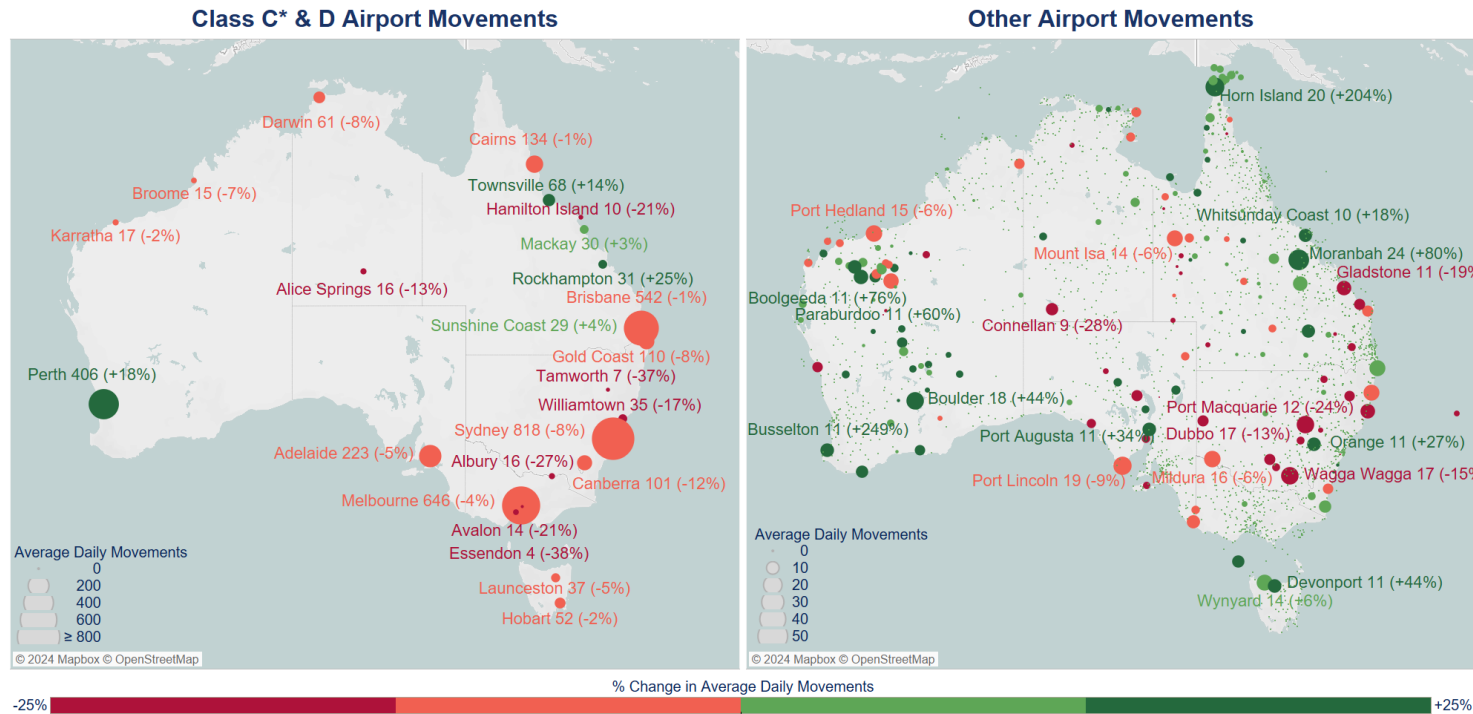 Class C* & D Airport Movements
Darwin 61 (-8%)
Cairns 134 (-1%)
Broome 15 (-7%)
Townsville 68 (+14%)
Hamilton Island 10 (-21%)
Karratha 17 (-2%)
Mackay 30 (+3%)
Rockhampton 31 (+25%)
Alice Springs 16 (-13%)
Brisbane 542 (-1%)
Sunshine Coast 29 (+4%)
Gold Coast 110 (-8%)
Perth 406 (+18%)
Tamworth 7 (-37%)
Williamtown 35 (-17%)
Sydney 818 (-8%)
Adelaide 223 (-5%)
Albury 16 (-27%)
Canberra 101 (-12%)
Melbourne 646 (-4%)
Avalon 14 (-21%)
Essendon 4 (-38%)
Launceston 37 (-5%)
Hobart 52 (-2%)
Average Daily Movements
0
200
400
600
≥ 800
© 2024 Mapbox © OpenStreetMap
Other Airport Movements
Horn Island 20 (+204%)
Port Hedland 15 (-6%)
Whitsunday Coast 10 (+18%)
Mount Isa 14 (-6%)
Moranbah 24 (+80%)
Gladstone 11 (-19%
Boolgeeda 11 (+76%)
Paraburdoo 11 (+60%)
Connellan 9 (-28%)
Boulder 18 (+44%)
Port Macquarie 12 (-24%)
Busselton 11 (+249%)
Port Augusta 11 (+34%)
Dubbo 17 (-13%)
Orange 11 (+27%)
Port Lincoln 19 (-9%)
Mildura 16 (-6%)
Wagga Wagga 17 (-15%
Devonport 11 (+44%)
Wynyard 14 (+6%)
Average Daily Movements
0
10
20
30
40
50
© 2024 Mapbox © OpenStreetMap
% Change in Average Daily Movements
-25%
+25%